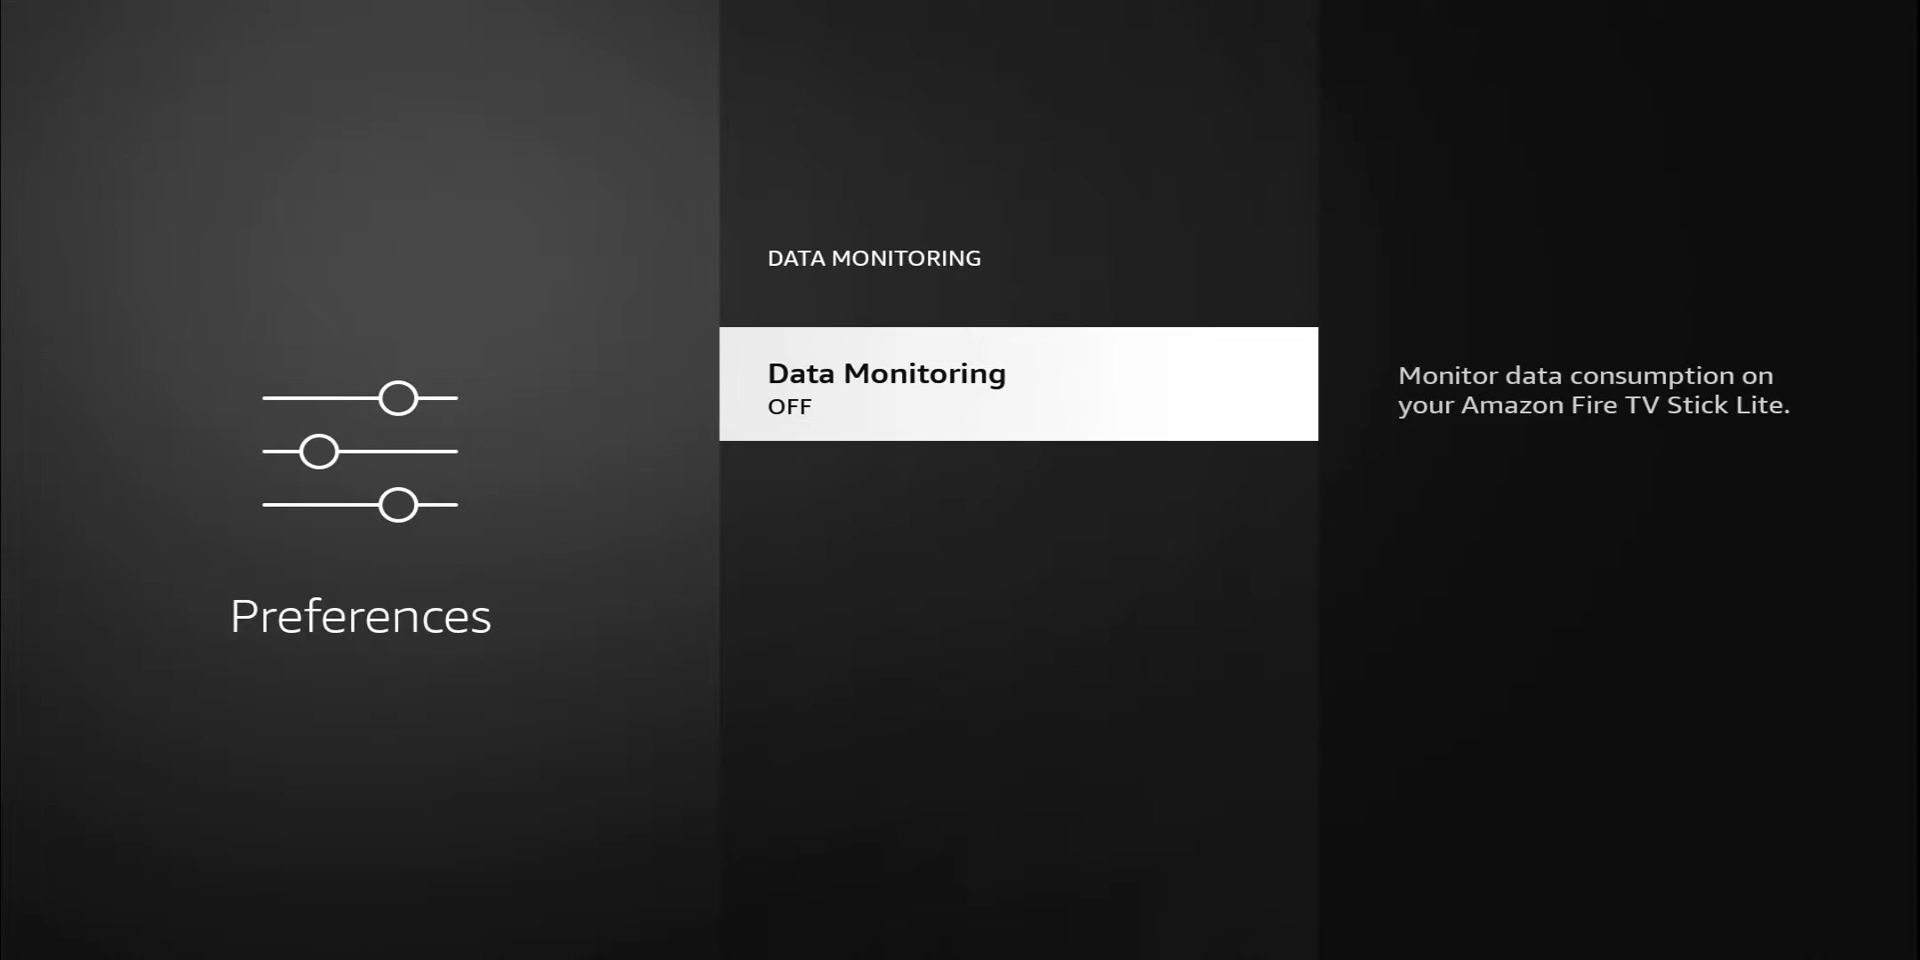 DATA MONITORING
Data Monitoring
OFF
Monitor data consumption on
your Amazon Fire TV Stick Lite.
Preferences